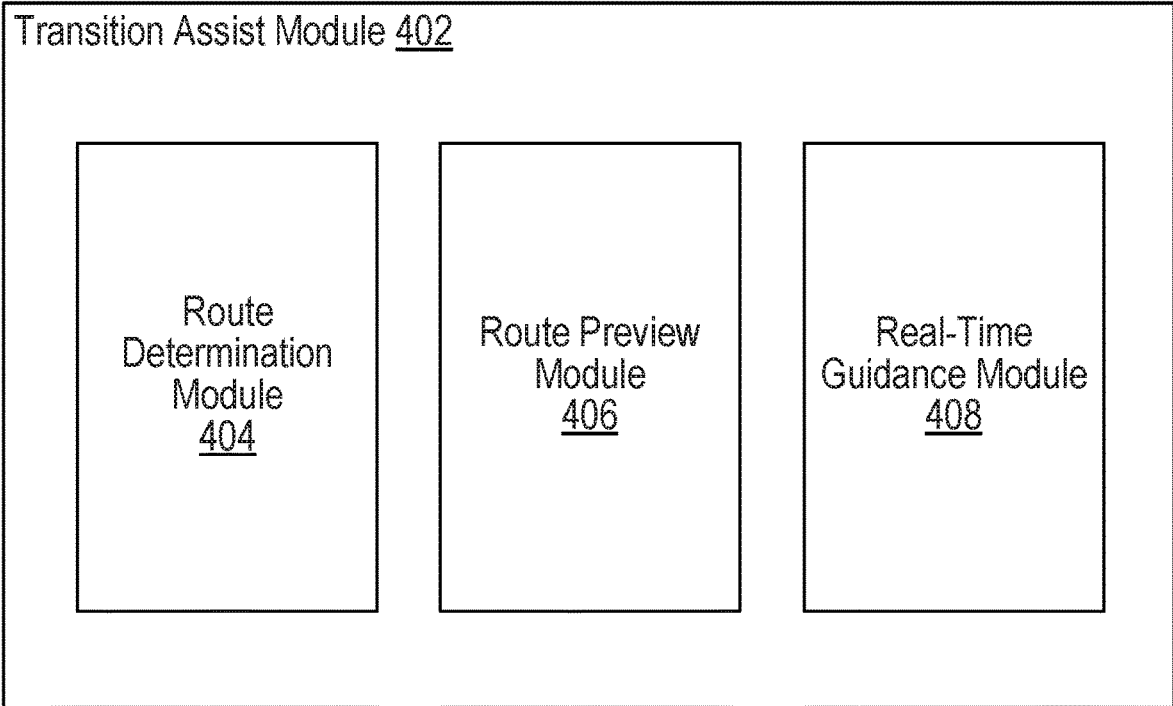 Transition Assist Module 402
Route
Determination
Module
404
Route Preview
Module
406
Real-Time
Guidance Module
408